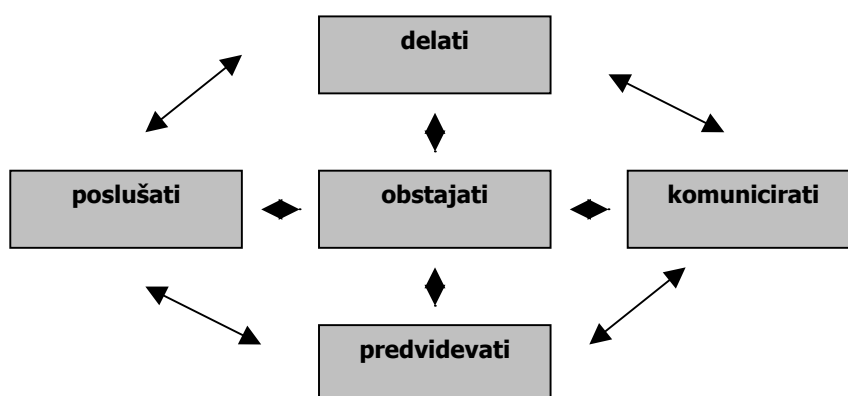 delati
poslušati
obstajati
komunicirati
predvidevati